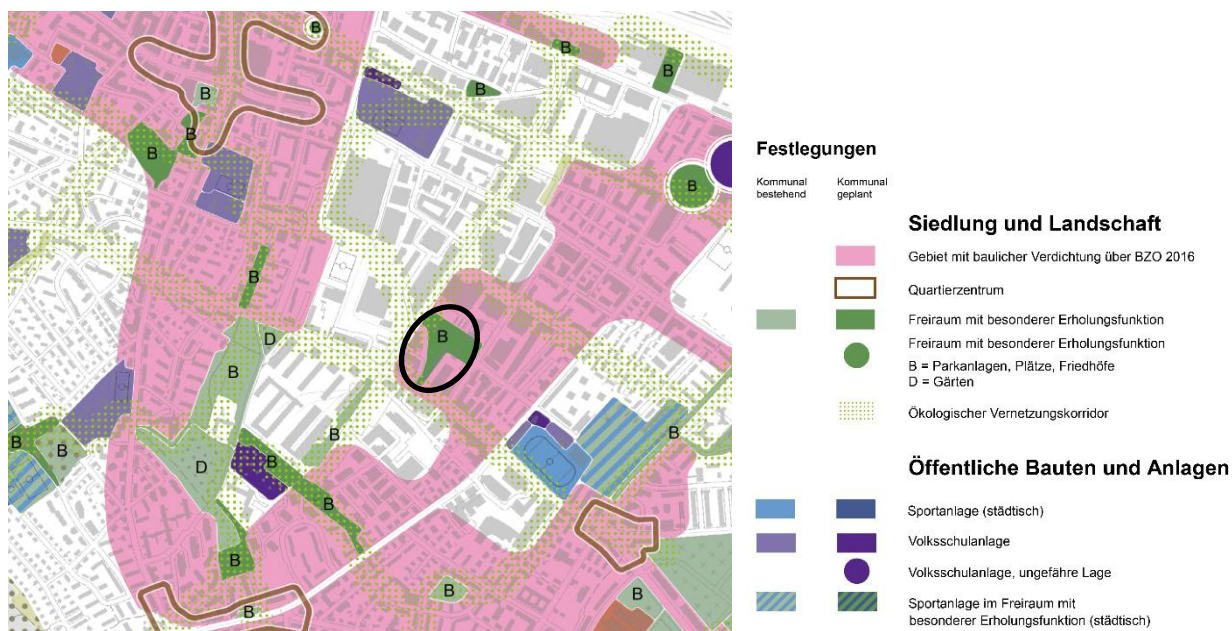 B
B
B
B
B
B
B
B
B
B
B
D
B
B
B
B
B
B
D
B
B
B
B
B
B
Festlegungen
Kommunal bestehend
Kommunal geplant
Siedlung und Landschaft
Gebiet mit baulicher Verdichtung über BZO 2016
Quartierzentrum
Freiraum mit besonderer Erholungsfunktion
Freiraum mit besonderer Erholungsfunktion
B = Parkanlagen, Plätze, Friedhöfe
D = Gärten
Ökologischer Vernetzungskorridor
Öffentliche Bauten und Anlagen
Sportanlage (städtisch)
Volksschulanlage
Volksschulanlage, ungefähre Lage
Sportanlage im Freiraum mit
besonderer Erholungsfunktion (städtisch)